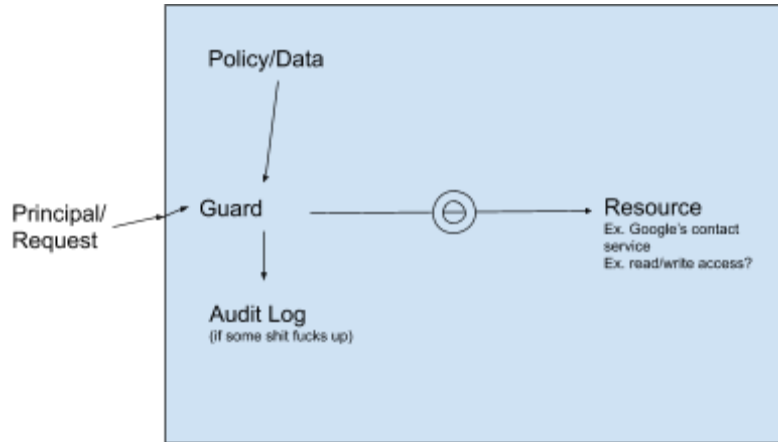 Policy/Data
Principal/
Request
Guard
Resource
Ex. Google's contact
service
Ex. read/write access?
Audit Log
(if some shit fucks up)